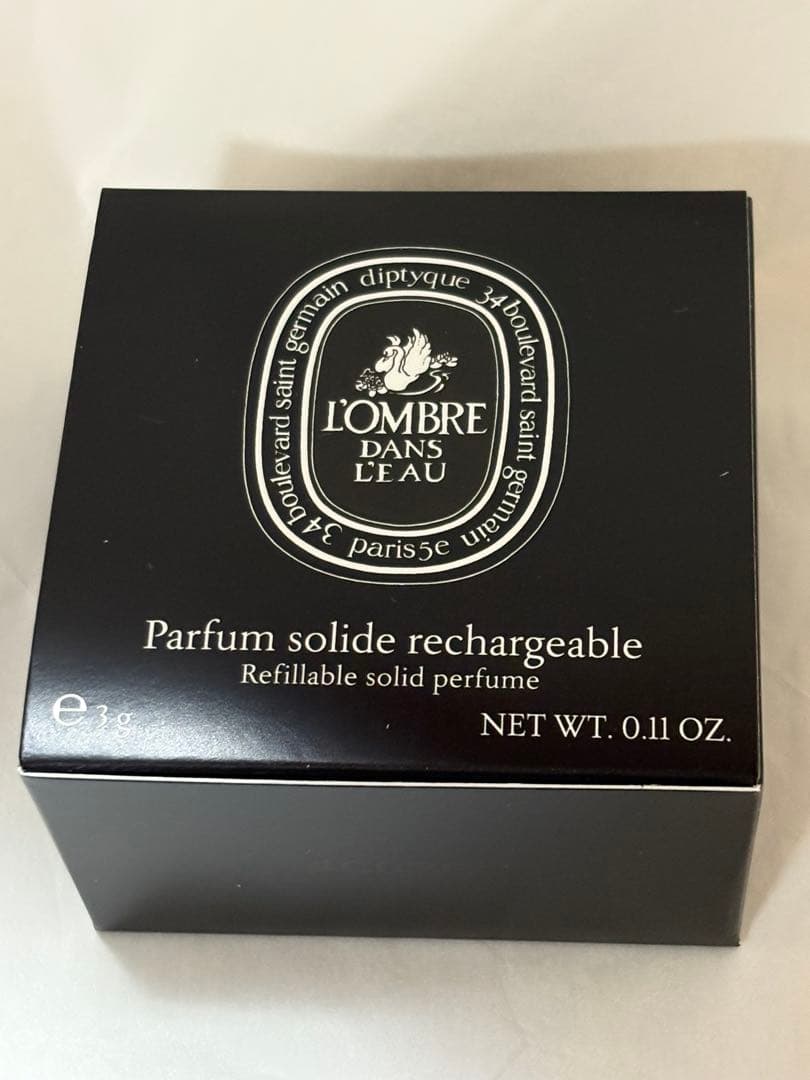 diptyque
34 boulevard saint germain
34 boulevard saint germain
paris 5e
L'OMBRE
DANS
L'EAU
Parfum solide rechargeable
Refillable solid perfume
e 3 g
NET WT. 0.11 OZ.